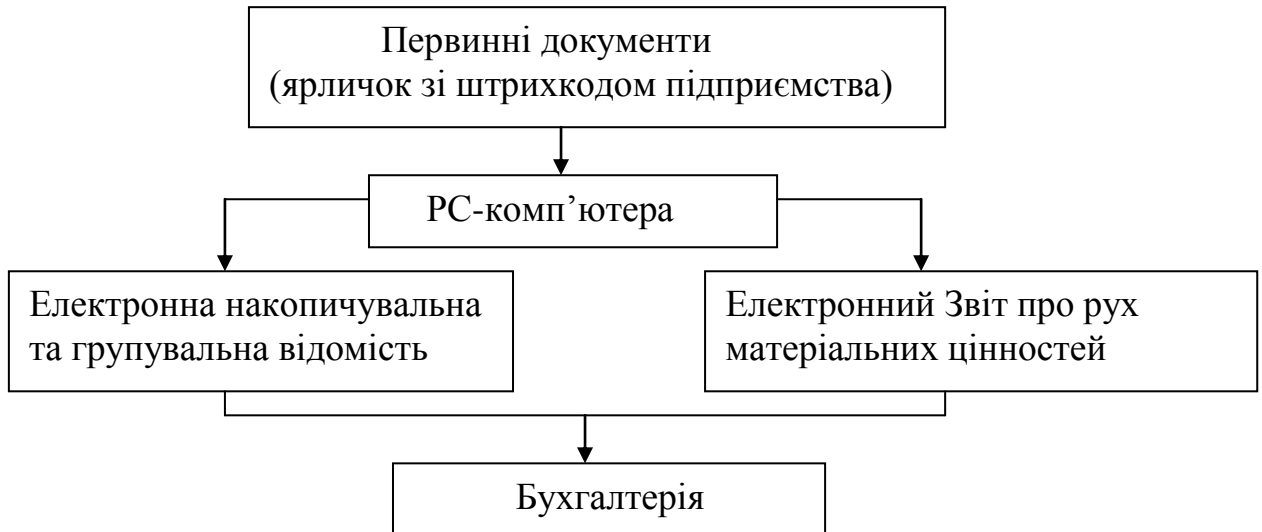 Первинні документи
(ярличок зі штрихкодом підприємства)
РС-комп’ютера
Електронна накопичувальна
та групувальна відомість
Електронний Звіт про рух
матеріальних цінностей
Бухгалтерія